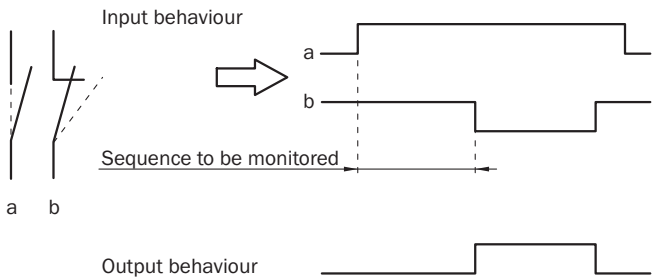 Input behaviour
a
b
Sequence to be monitored
a b
Output behaviour